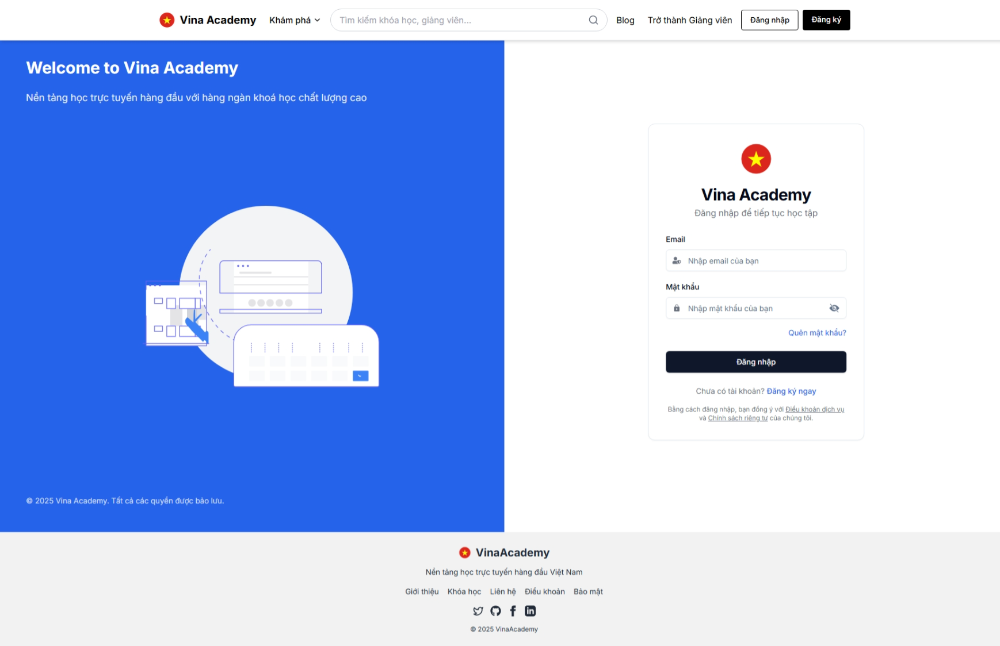 Vina Academy
Khám phá
Tìm kiếm khóa học, giảng viên...
Blog
Trở thành Giảng viên
Đăng nhập
Đăng ký
Welcome to Vina Academy
Nền tảng học trực tuyến hàng đầu với hàng ngàn khoá học chất lượng cao
© 2025 Vina Academy. Tất cả các quyền được bảo lưu.
Vina Academy
Đăng nhập để tiếp tục học tập
Email
Nhập email của bạn
Mật khẩu
Nhập mật khẩu của bạn
Quên mật khẩu?
Đăng nhập
Chưa có tài khoản? Đăng ký ngay
Bằng cách đăng nhập, bạn đồng ý với Điều khoản dịch vụ
và Chính sách riêng tư của chúng tôi.
VinaAcademy
Nền tảng học trực tuyến hàng đầu Việt Nam
Giới thiệu Khóa học Liên hệ Điều khoản Bảo mật
© 2025 VinaAcademy